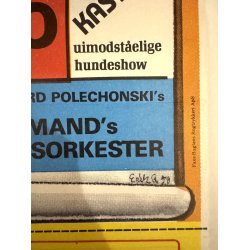 O
KAS
uimodståelige
hundeshow
RD POLECHONSKI's
MAND's
SORKESTER